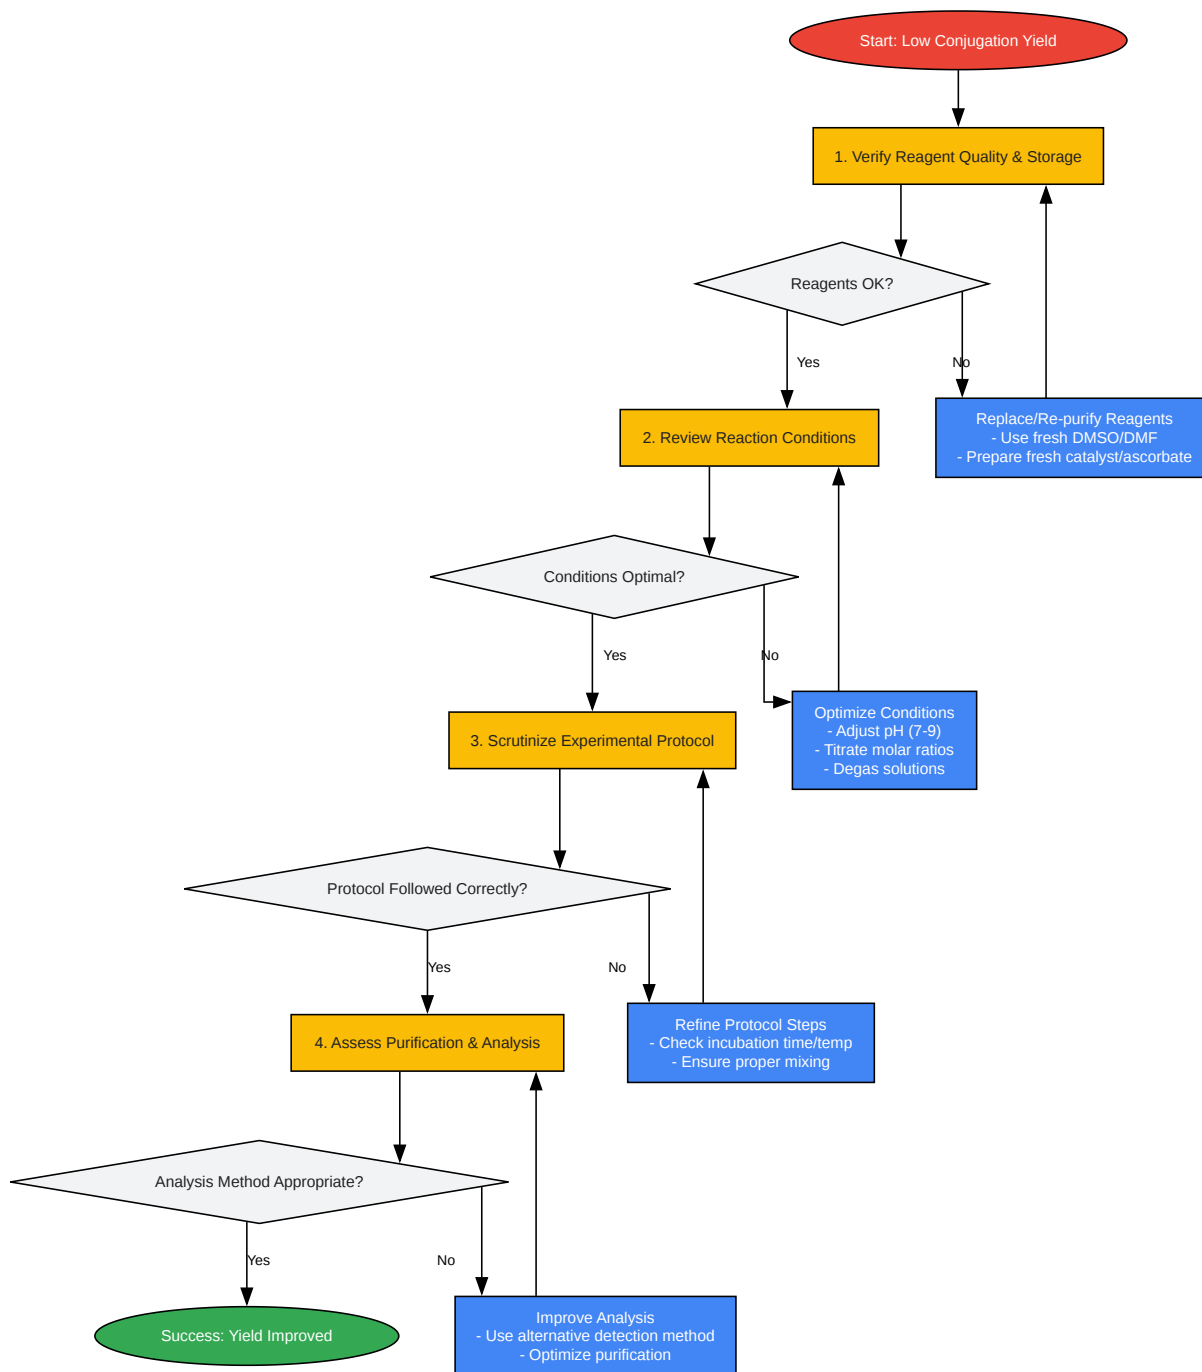 Start: Low Conjugation Yield
1. Verify Reagent Quality & Storage
Reagents OK?
Yes
No
Replace/Re-purify Reagents
- Use fresh DMSO/DMF
- Prepare fresh catalyst/ascorbate
2. Review Reaction Conditions
Conditions Optimal?
Yes
No
Optimize Conditions
- Adjust pH (7-9)
- Titrate molar ratios
- Degas solutions
3. Scrutinize Experimental Protocol
Protocol Followed Correctly?
Yes
No
Refine Protocol Steps
- Check incubation time/temp
- Ensure proper mixing
4. Assess Purification & Analysis
Analysis Method Appropriate?
Yes
No
Improve Analysis
- Use alternative detection method
- Optimize purification
Success: Yield Improved